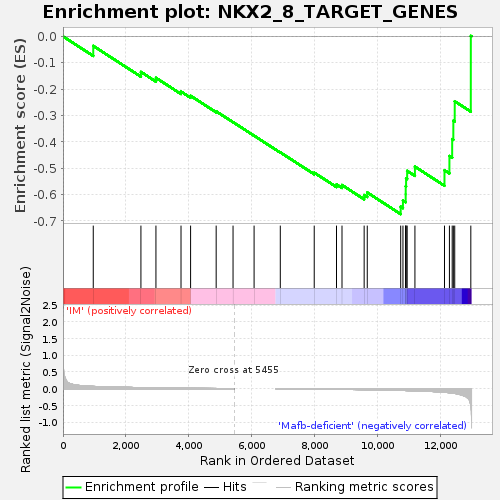 Enrichment plot: NKX2_8_TARGET_GENES
Enrichment score (ES)
0.0
-0.1
-0.2
-0.3
-0.4
-0.5
-0.6
-0.7
'IM' (positively correlated)
Ranked list metric (Signal2Noise)
2.5
2.0
1.5
1.0
0.5
0.0
-0.5
-1.0
Zero cross at 5455
'Mafb-deficient' (negatively correlated)
0 2,000 4,000 6,000 8,000 10,000 12,000
Rank in Ordered Dataset
Enrichment profile Hits Ranking metric scores